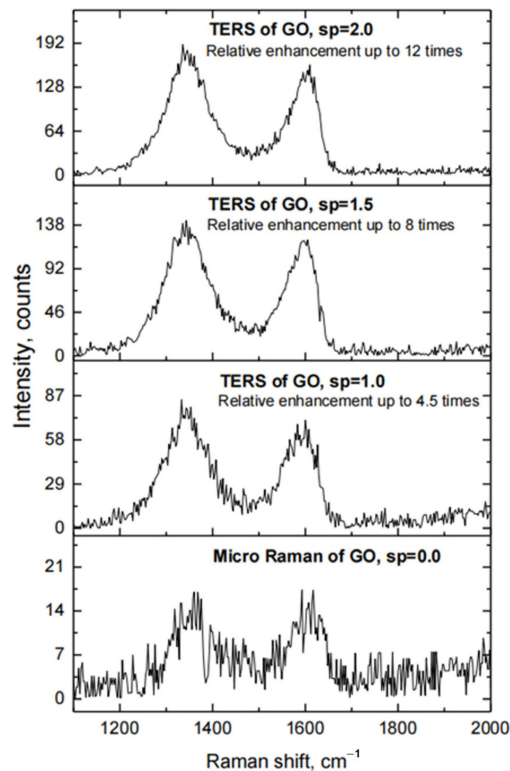 TERS of GO, sp=2.0
Relative enhancement up to 12 times
192
128
64
0
TERS of GO, sp=1.5
Relative enhancement up to 8 times
138
92
46
0
TERS of GO, sp=1.0
Relative enhancement up to 4.5 times
87
58
29
0
Micro Raman of GO, sp=0.0
21
14
7
0
Intensity, counts
1200 1400 1600 1800 2000
Raman shift, cm⁻¹